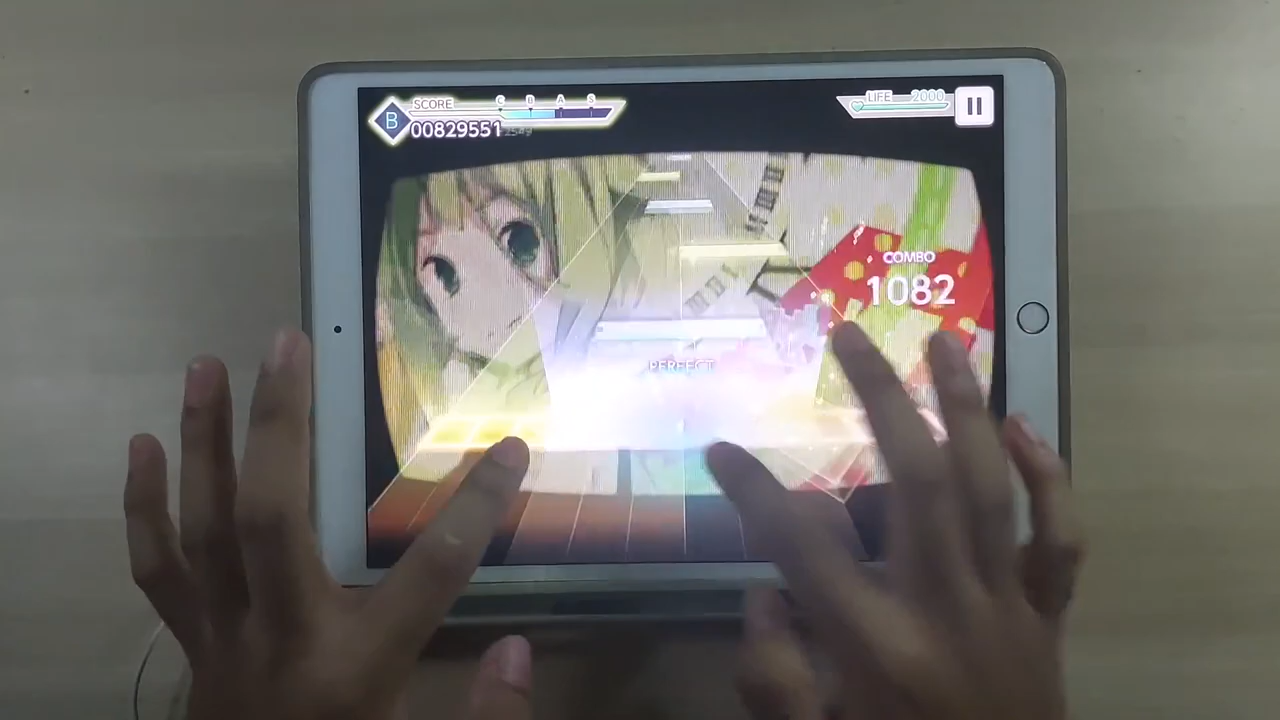 SCORE
C B A S
B
00829551
LIFE 2000
COMBO
1082
PERFECT